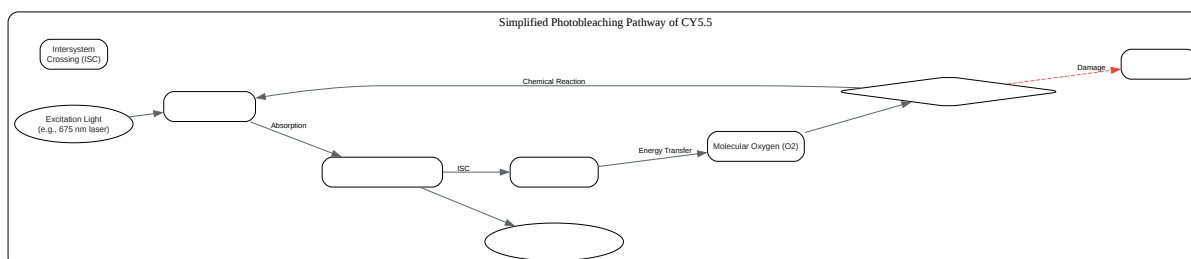 Simplified Photobleaching Pathway of CY5.5
Intersystem
Crossing (ISC)
Damage
Chemical Reaction
Excitation Light
(e.g., 675 nm laser)
Absorption
Molecular Oxygen (O2)
Energy Transfer
ISC